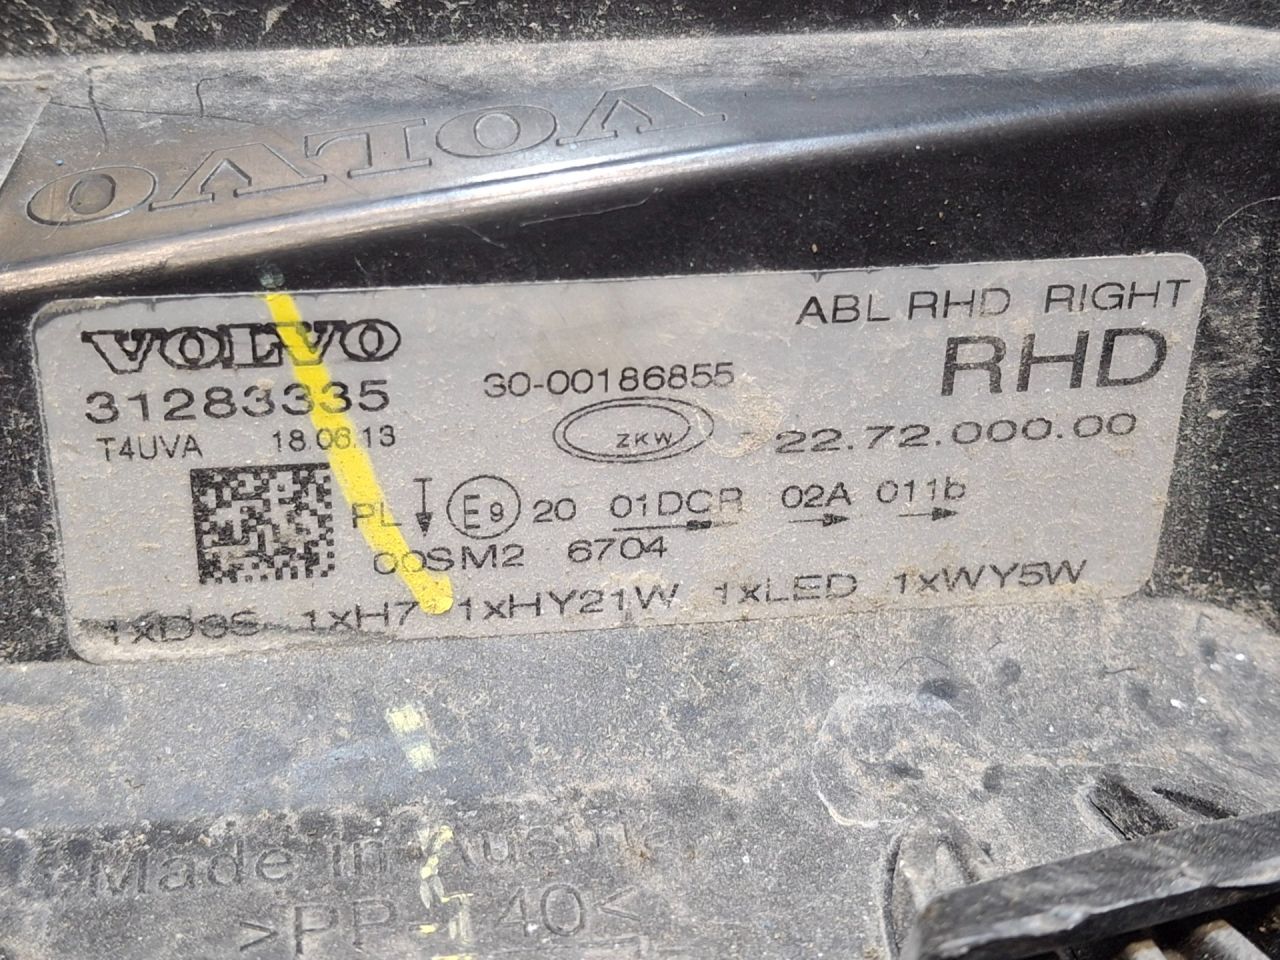 VOLVO
VOLVO
31283335
T4UVA 18.06.13
30-00186855
ZKW
ABL RHD RIGHT
RHD
22.72.000.00
PL E9 20 01DCR 02A 011b
00SM2 6704
1xD3S 1xH7 1xHY21W 1xLED 1xWY5W
Made in Austria
>PP-T40<